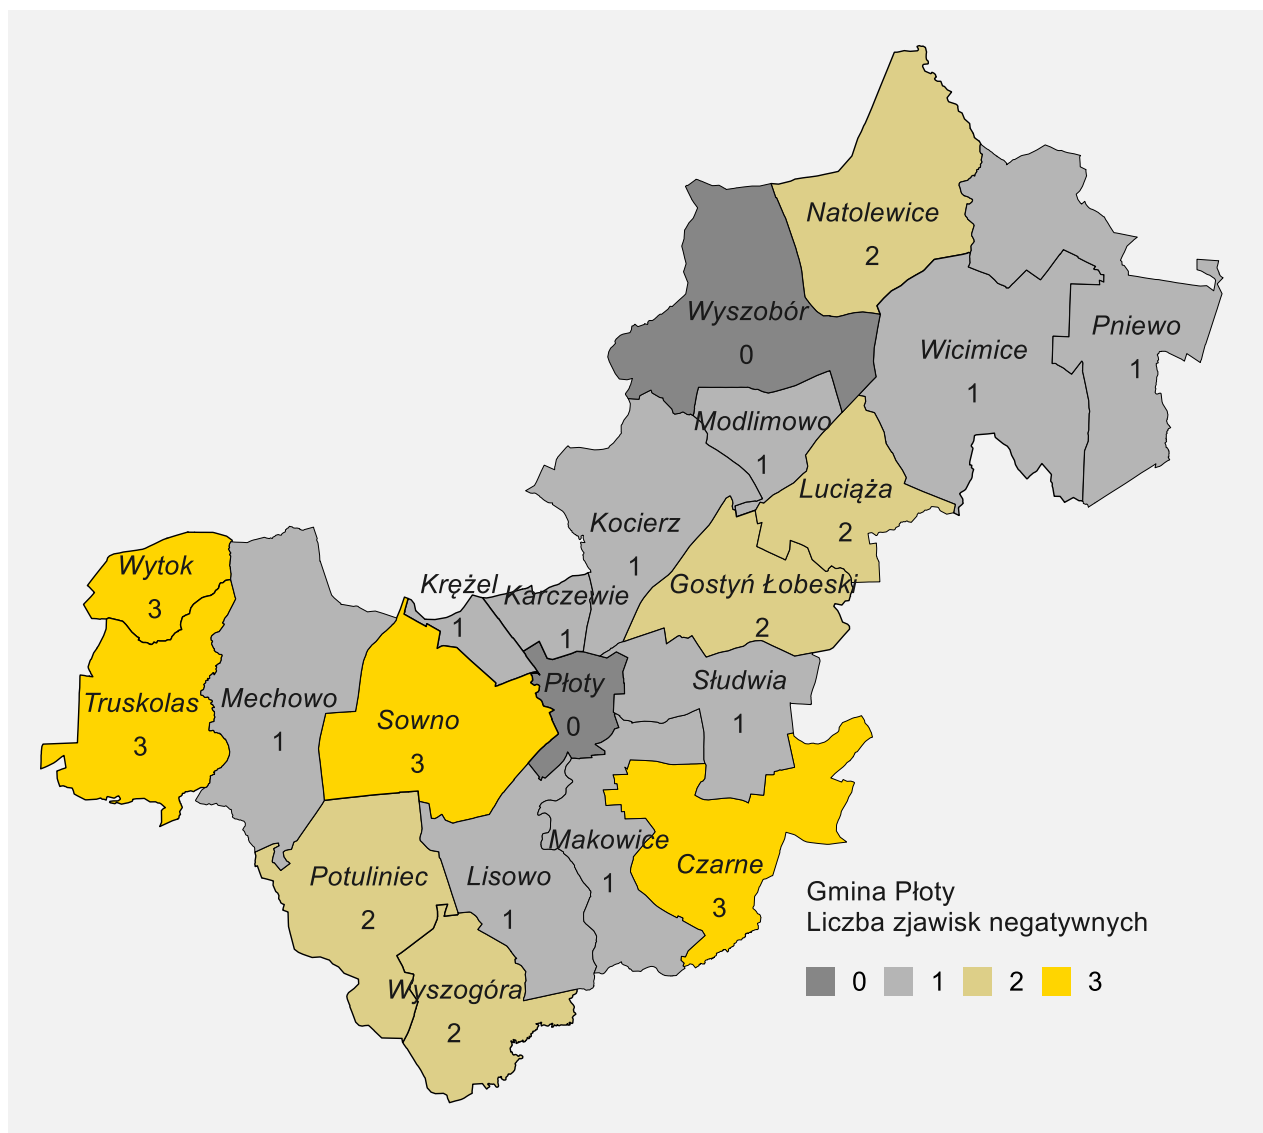 Natolewice
2
Wyszobór
0
Pniewo
1
Wicimice
1
Modlimowo
1
Luciąża
2
Kocierz
1
Wytok
3
Krężel
1
Karczewie
1
Gostyń Łobeski
2
Truskolas
3
Mechowo
1
Sowno
3
Płoty
0
Słudwia
1
Makowice
1
Czarne
3
Potuliniec
2
Lisowo
1
Wyszogóra
2
Gmina Płoty
Liczba zjawisk negatywnych
0 1 2 3